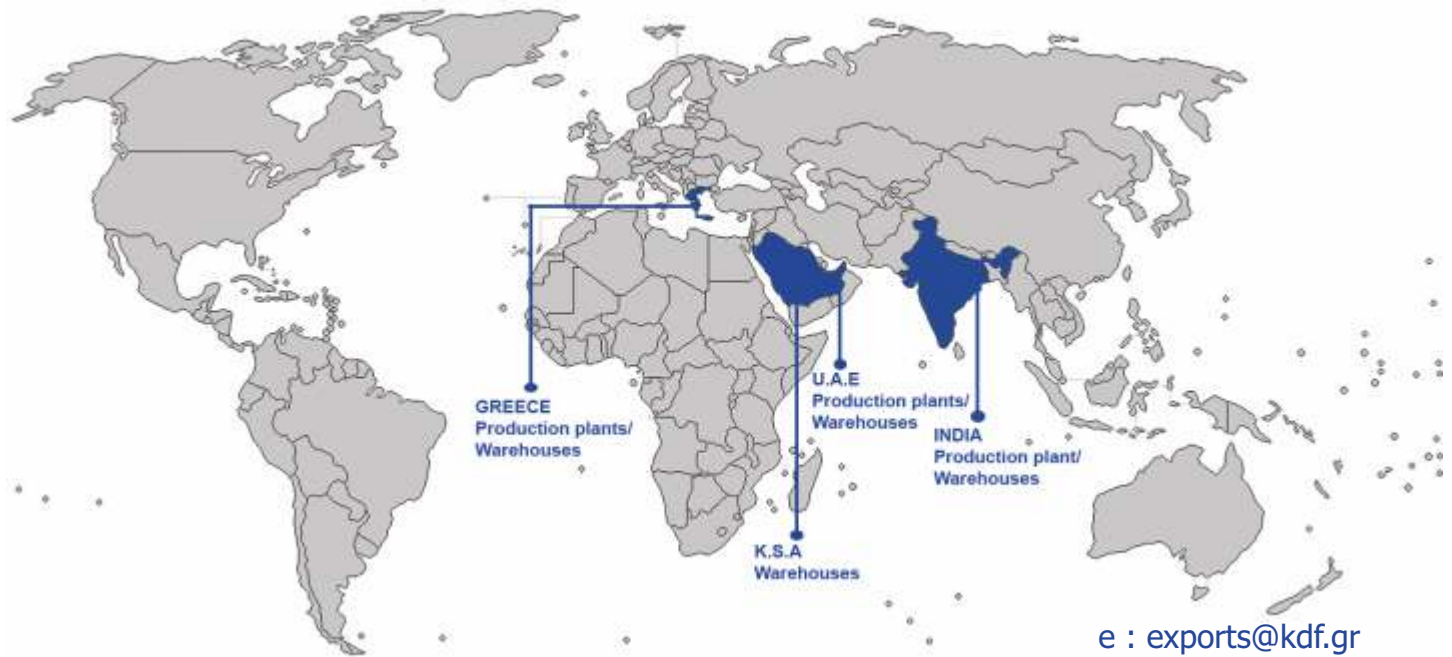 GREECE
Production plants/
Warehouses
U.A.E
Production plants/
Warehouses
INDIA
Production plant/
Warehouses
K.S.A
Warehouses
e : exports@kdf.gr